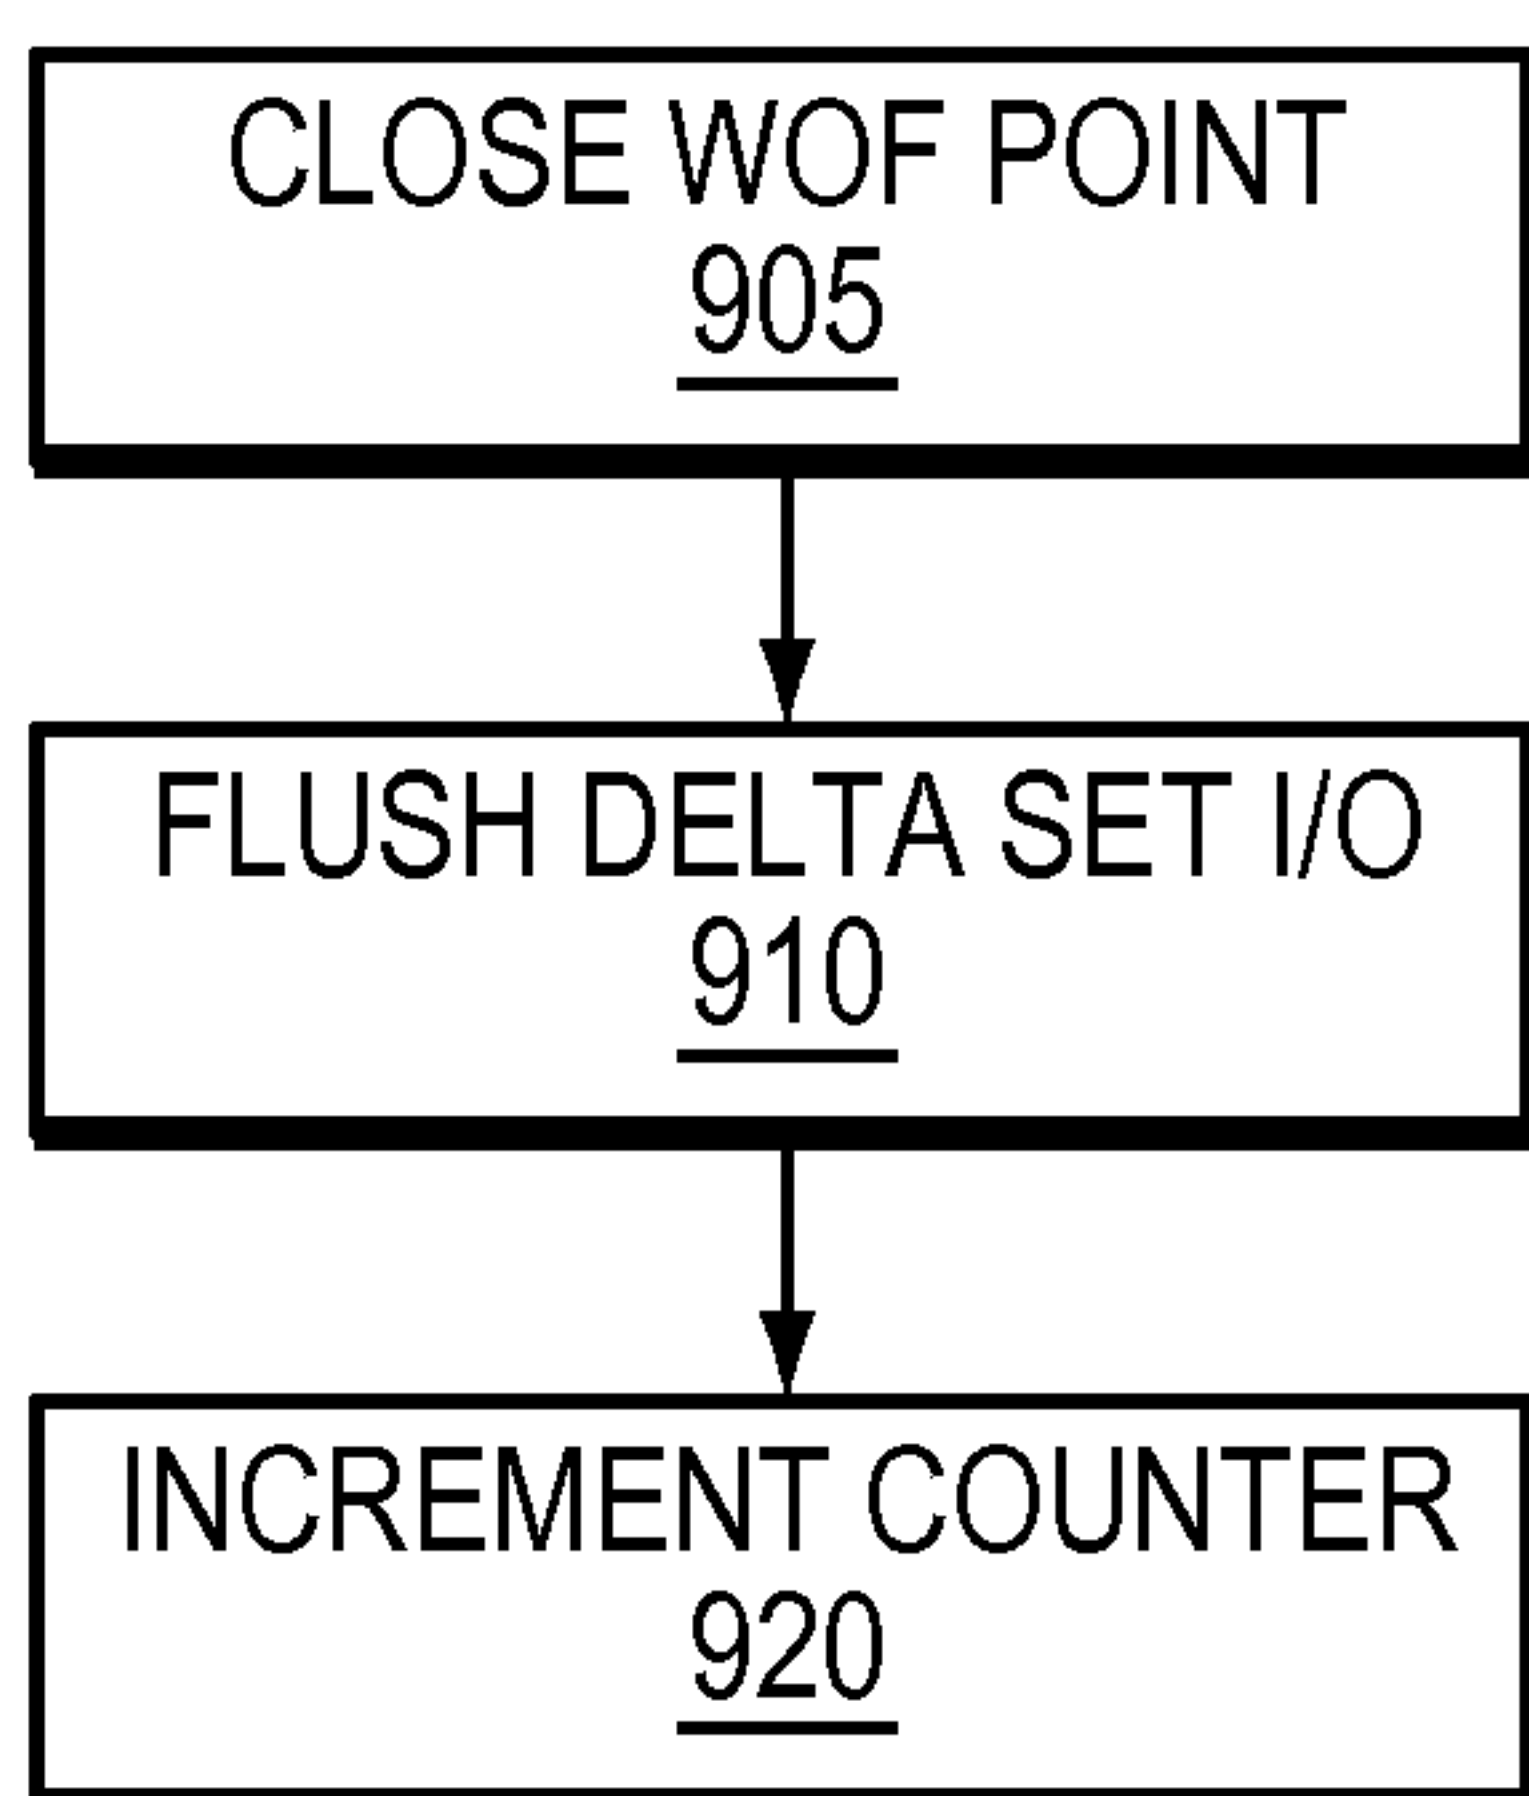 CLOSE WOF POINT
905
FLUSH DELTA SET I/O
910
INCREMENT COUNTER
920